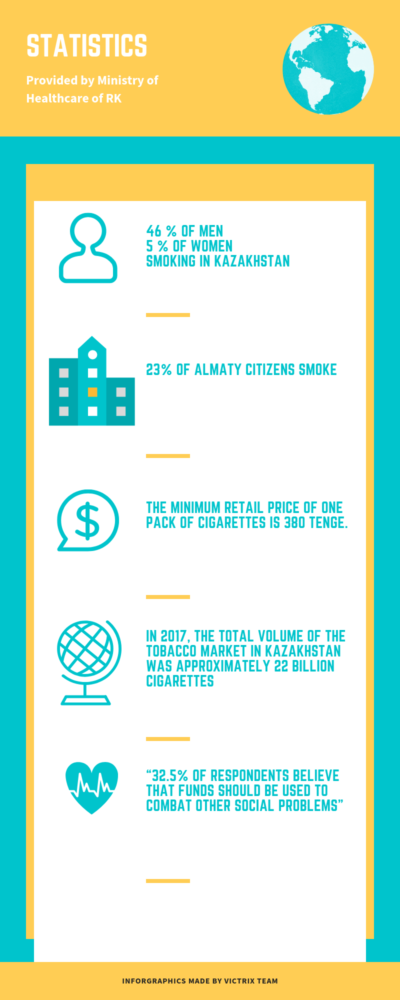 STATISTICS
Provided by Ministry of
Healthcare of RK
46 % OF MEN
5 % OF WOMEN
SMOKING IN KAZAKHSTAN
23% OF ALMATY CITIZENS SMOKE
$
THE MINIMUM RETAIL PRICE OF ONE
PACK OF CIGARETTES IS 380 TENGE.
IN 2017, THE TOTAL VOLUME OF THE
TOBACCO MARKET IN KAZAKHSTAN
WAS APPROXIMATELY 22 BILLION
CIGARETTES
“32.5% OF RESPONDENTS BELIEVE
THAT FUNDS SHOULD BE USED TO
COMBAT OTHER SOCIAL PROBLEMS”
INFORGRAPHICS MADE BY VICTRIX TEAM